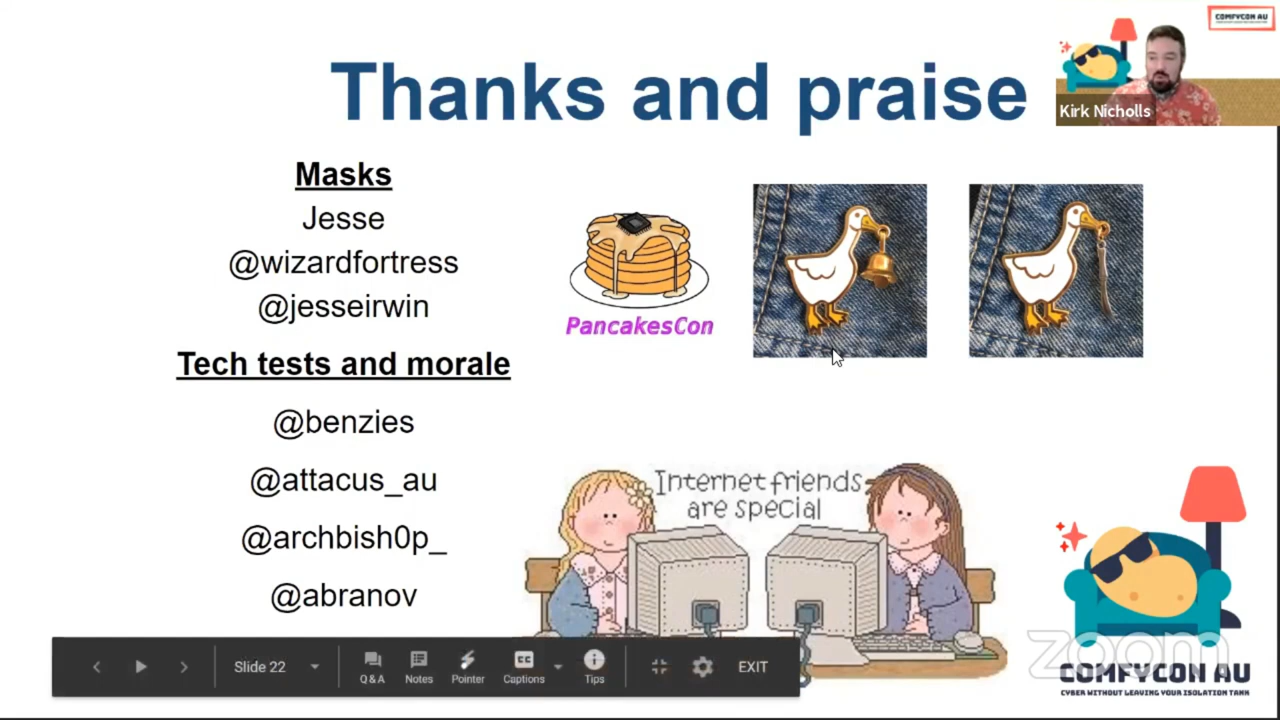 Thanks and praise
COMFYCON AU
Kirk Nicholls
Masks
Jesse
@wizardfortress
@jesseirwin
Tech tests and morale
@benzies
@attacus_au
@archbish0p_
@abranov
PancakesCon
Internet friends
are special
Slide 22
Q & A
Notes
Pointer
Captions
CC
Tips
EXIT
zoom
COMFYCON AU
CYBER WITHOUT LEAVING YOUR ISOLATION TANK